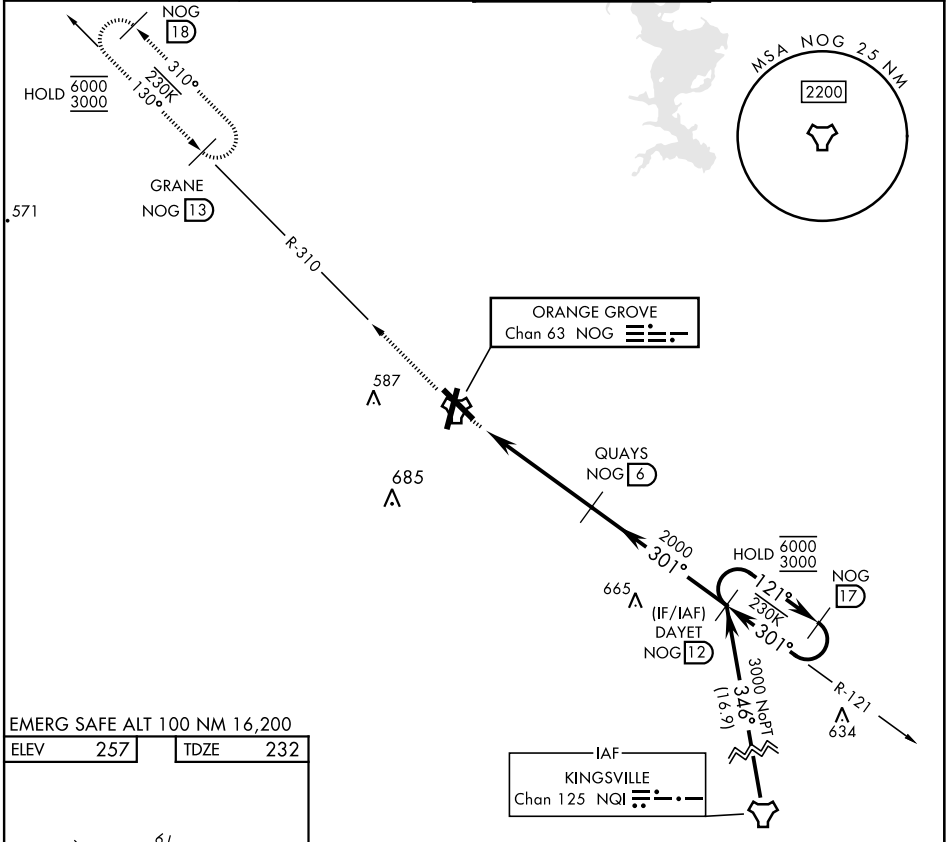 NOG
18
HOLD 6000
3000
310°
230K
130°
GRANE
NOG 13
571
R-310
MSA NOG 25 NM
2200
ORANGE GROVE
Chan 63 NOG
587
685
QUAYS
NOG 6
2000
301°
HOLD 6000
3000
NOG
17
121°
230K
301°
665
(IF/IAF)
DAYET
NOG 12
3000 NoPT
346°
(16.9)
R-121
634
IAF
KINGSVILLE
Chan 125 NQI
EMERG SAFE ALT 100 NM 16,200
ELEV 257 TDZE 232